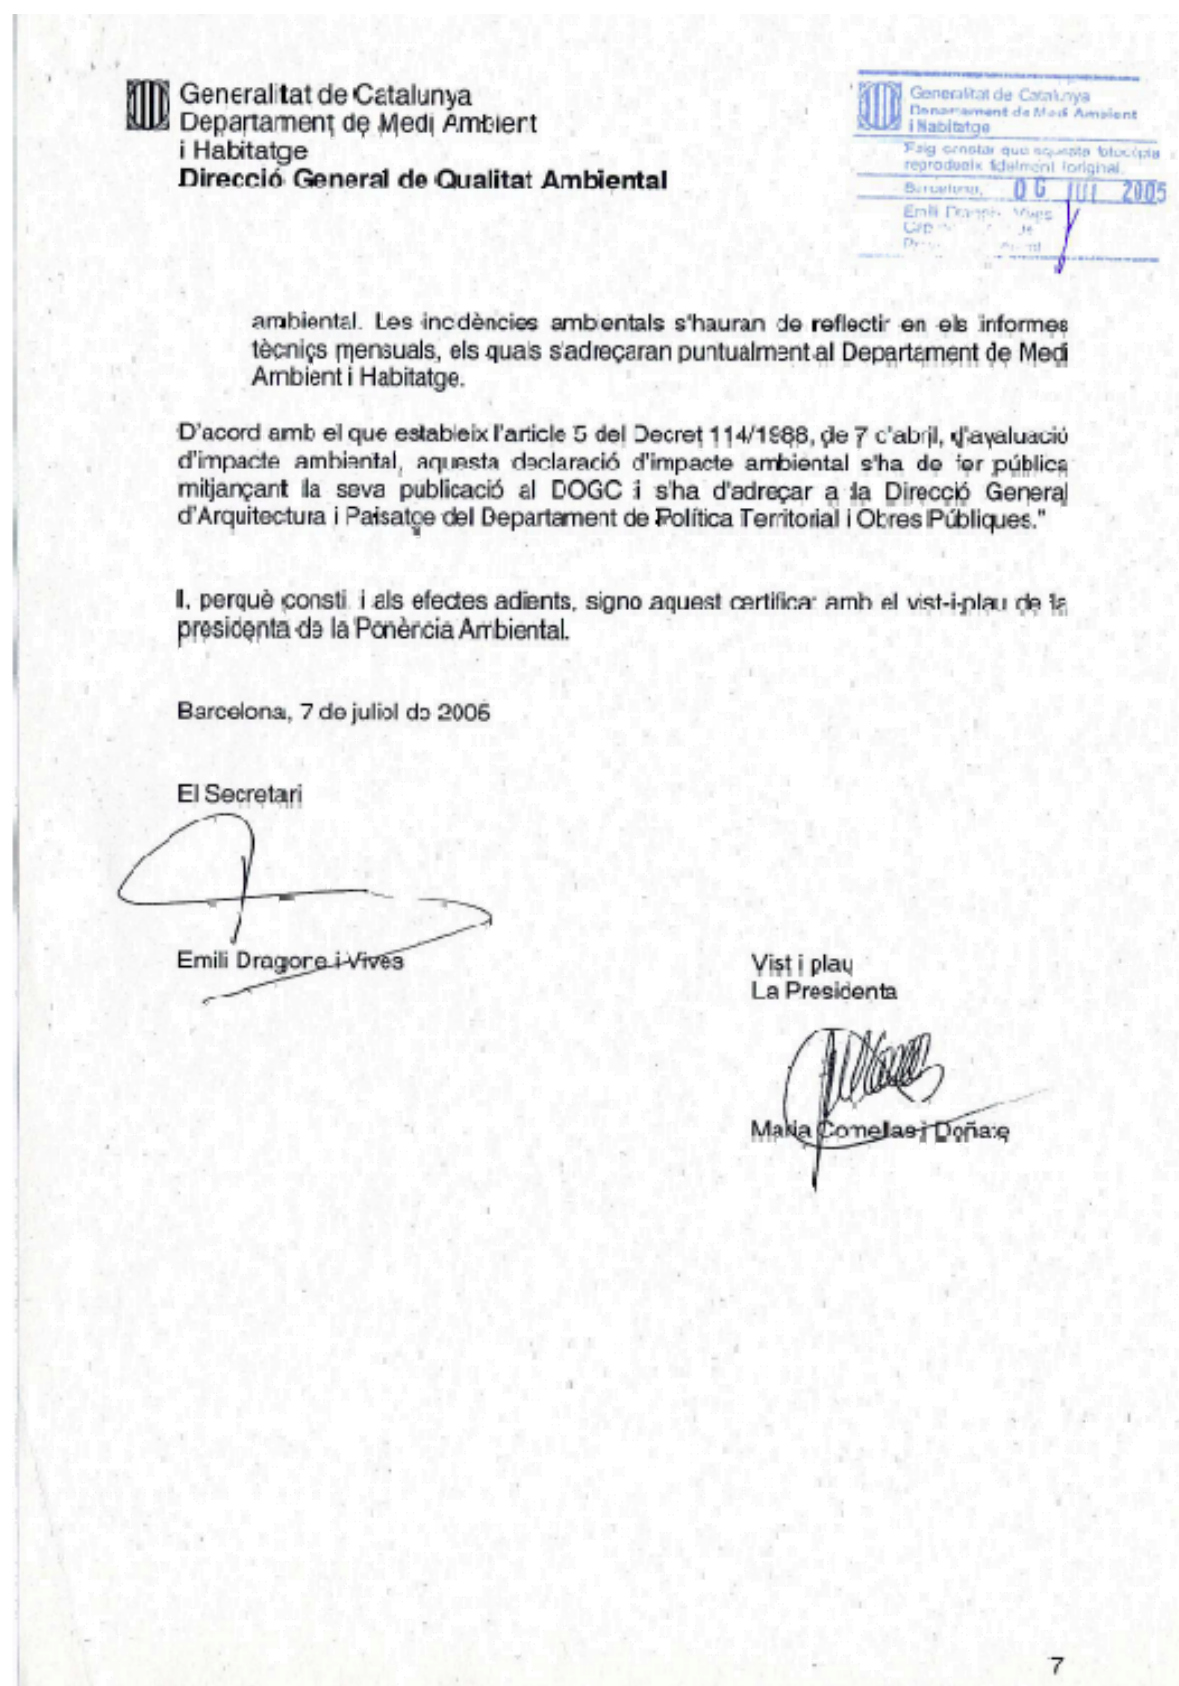 Generalitat de Catalunya
Departament de Medi Ambient
i Habitatge
Direcció General de Qualitat Ambiental
Generalitat de Catalunya
Departament de Medi Ambient
i Habitatge
Faig constar que aquesta fotocòpia
reprodueix fidelment l'original.
Barcelona, 06 2005
Emili Vives
ambiental. Les incidències ambientals s'hauran de reflectir en els informes
tècnics mensuals, els quals s'adreçaran puntualment al Departament de Medi
Ambient i Habitatge.
D'acord amb el que estableix l'article 5 del Decret 114/1988, de 7 d'abril, d'avaluació
d'impacte ambiental, aquesta declaració d'impacte ambiental s'ha de fer pública
mitjançant la seva publicació al DOGC i s'ha d'adreçar a la Direcció General
d'Arquitectura i Paisatge del Departament de Política Territorial i Obres Públiques."
I, perquè consti i als efectes adients, signo aquest certificat amb el vist-i-plau de la
presidenta de la Ponència Ambiental.
Barcelona, 7 de juliol de 2005
El Secretari
Emili Dragone i Vives
Vist i plau
La Presidenta
Maria Comellas i Doñate
7